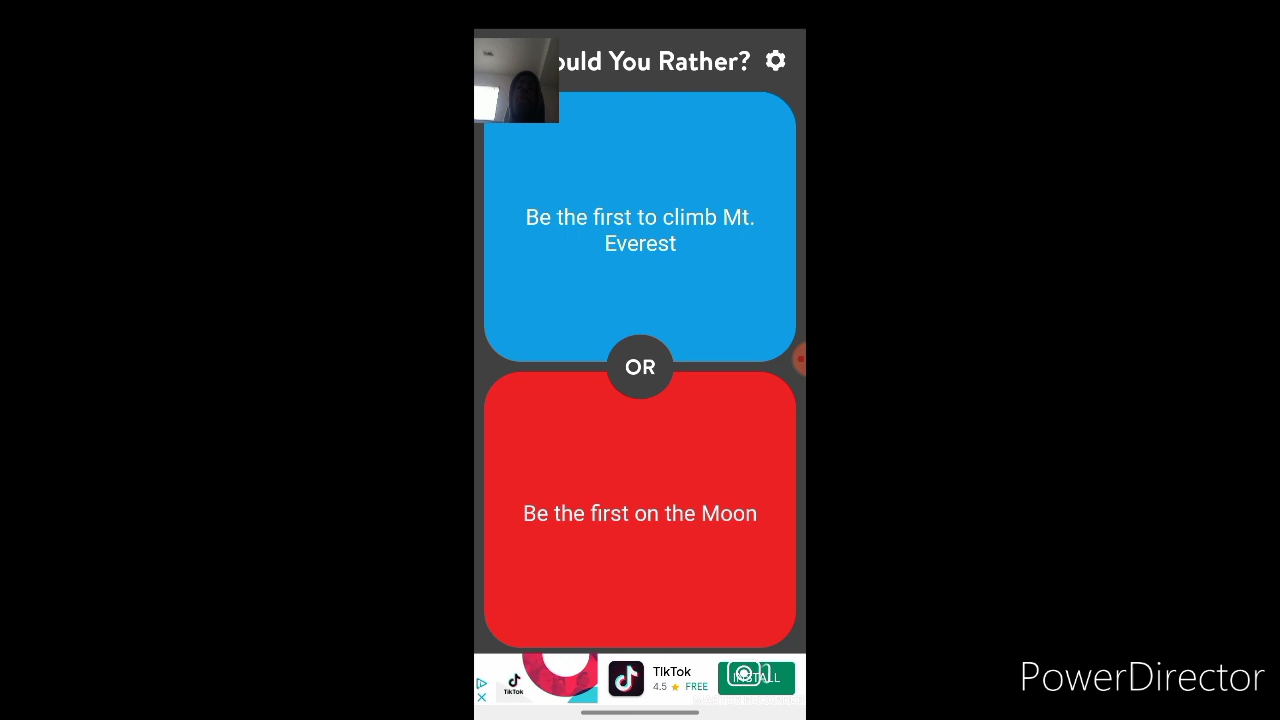 ould You Rather?
Be the first to climb Mt.
Everest
OR
Be the first on the Moon
TikTok
TikTok
4.5 ★ FREE
PowerDirector